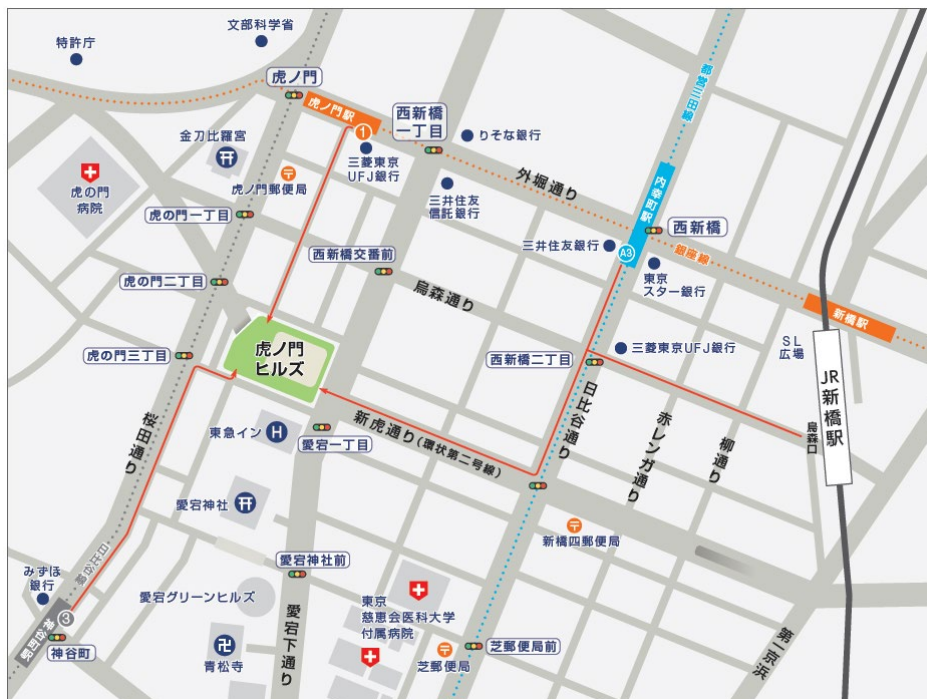 文部科学省
特許庁
虎ノ門
虎ノ門駅
1
西新橋
一丁目
りそな銀行
都営三田線
金刀比羅宮
三菱東京
UFJ銀行
虎ノ門郵便局
虎の門
病院
三井住友
信託銀行
外堀通り
内幸町駅
虎の門一丁目
西新橋
三井住友銀行
A3
銀座線
西新橋交番前
東京
スター銀行
虎の門二丁目
烏森通り
新橋駅
虎ノ門
ヒルズ
虎の門三丁目
西新橋二丁目
三菱東京UFJ銀行
SL
広場
JR新橋駅
烏森口
桜田通り
東急イン
H
愛宕一丁目
新虎通り(環状第二号線)
日比谷通り
赤レンガ通り
柳通り
愛宕神社
新橋四郵便局
日比谷線
愛宕神社前
みずほ
銀行
愛宕グリーンヒルズ
東京
慈恵会医科大学
付属病院
3
神谷町駅
神谷町
青松寺
愛宕下通り
芝郵便局
芝郵便局前
第一京浜